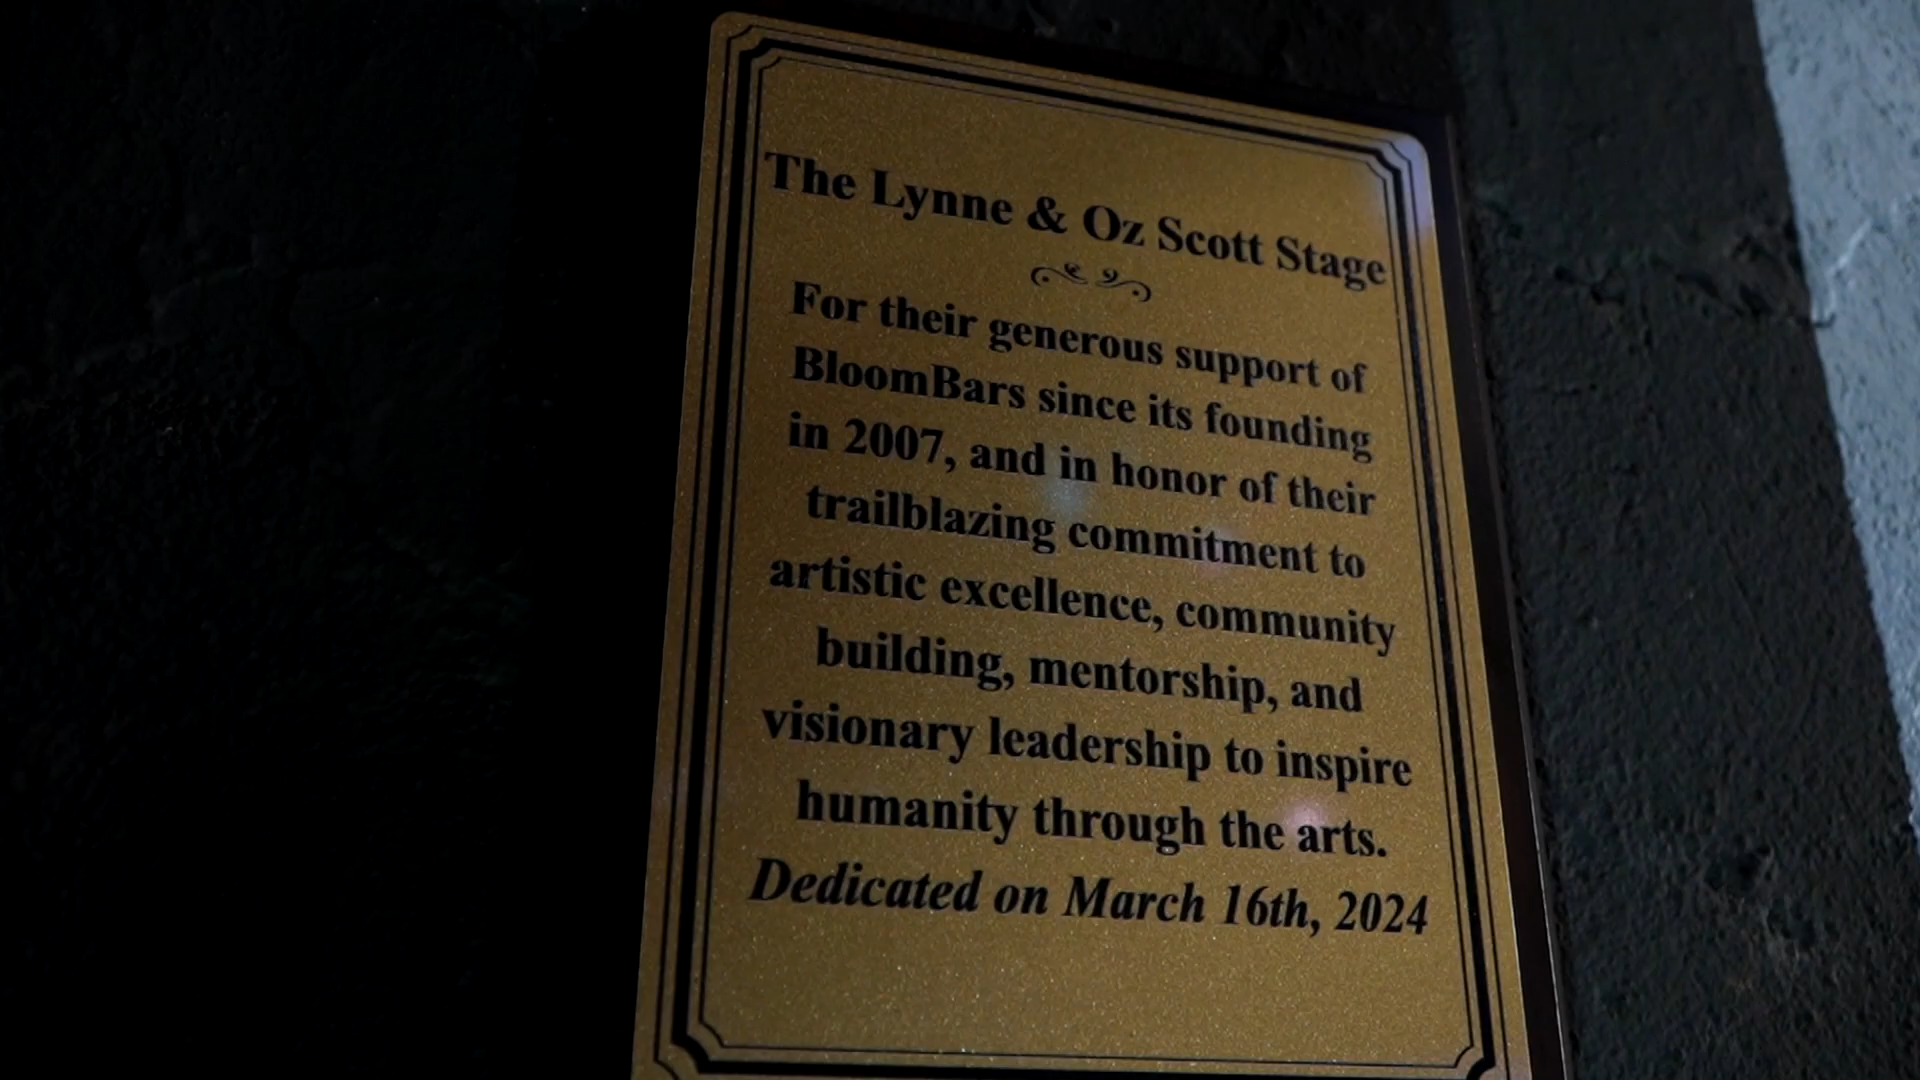 The Lynne & Oz Scott Stage
For their generous support of
BloomBars since its founding
in 2007, and in honor of their
trailblazing commitment to
artistic excellence, community
building, mentorship, and
visionary leadership to inspire
humanity through the arts.
Dedicated on March 16th, 2024